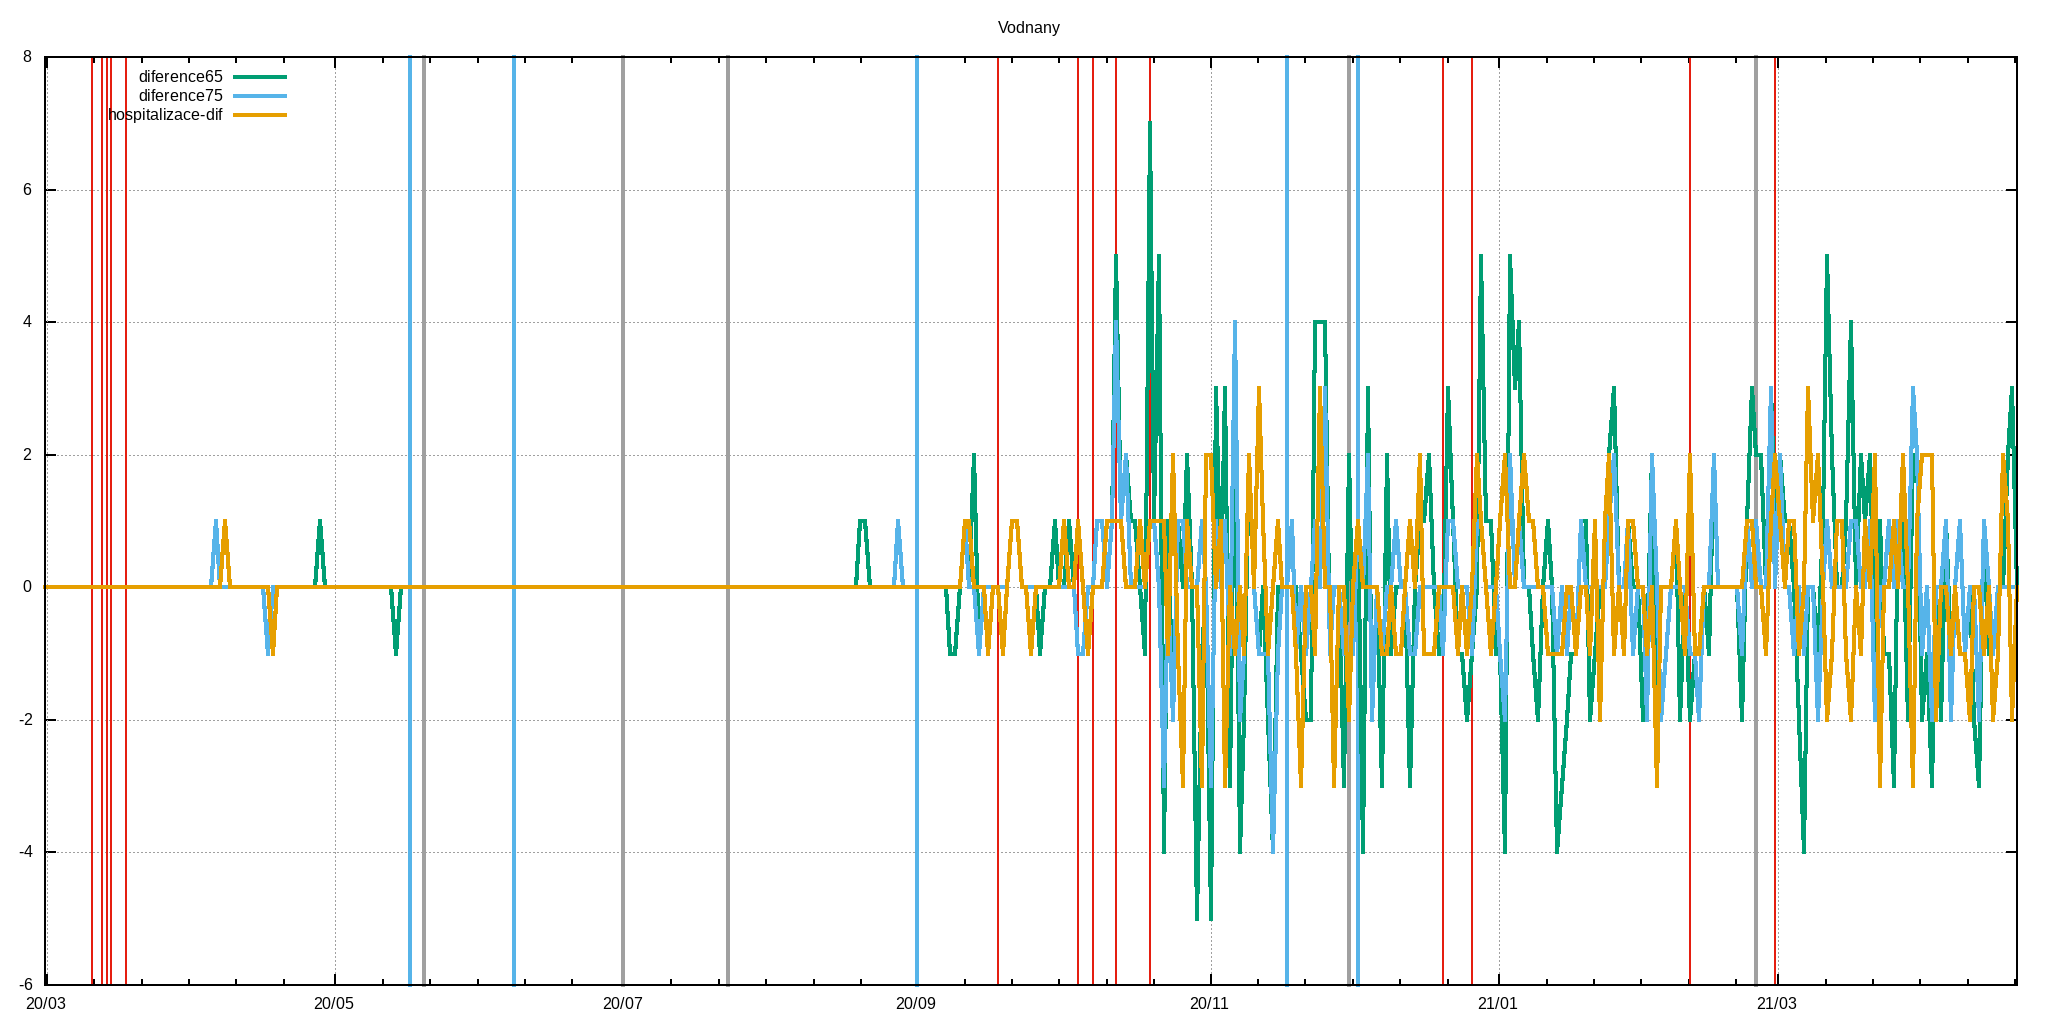 Vodnany
8
diference65
diference75
hospitalizace-dif
6
4
2
0
-2
-4
-6
20/03 20/05 20/07 20/09 20/11 21/01 21/03